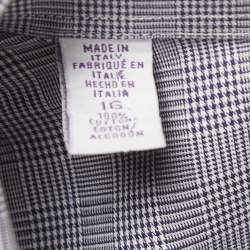 MADE IN
ITALY
FABRIQUÉ EN
ITALIE
HECHO EN
ITALIA
16
100%
COTTON/
COTON/
ALGODÓN